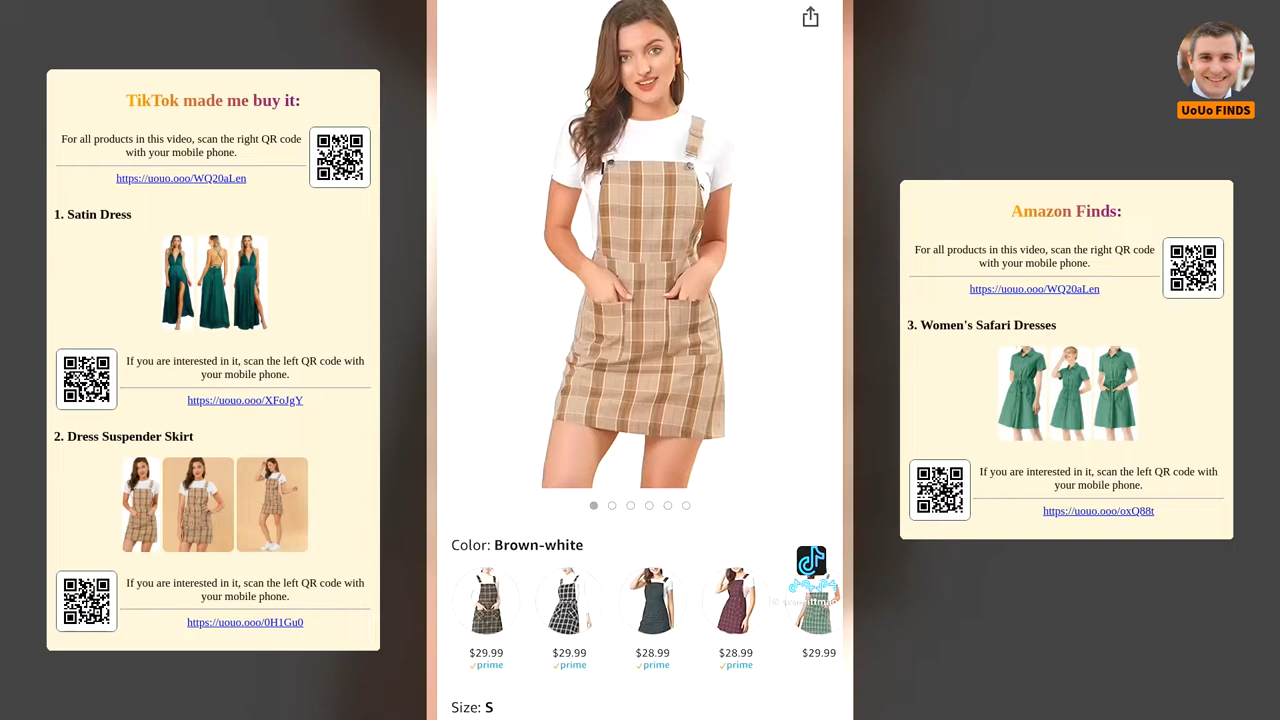 TikTok made me buy it:
For all products in this video, scan the right QR code
with your mobile phone.
https://uouo.ooo/WQ20aLen
1. Satin Dress
If you are interested in it, scan the left QR code with
your mobile phone.
https://uouo.ooo/XFoJgY
2. Dress Suspender Skirt
If you are interested in it, scan the left QR code with
your mobile phone.
https://uouo.ooo/0H1Gu0
Color: Brown-white
$29.99 $29.99 $28.99 $28.99 $29.99
prime prime prime prime
Size: S
UoUo FINDS
Amazon Finds:
For all products in this video, scan the right QR code
with your mobile phone.
https://uouo.ooo/WQ20aLen
3. Women's Safari Dresses
If you are interested in it, scan the left QR code with
your mobile phone.
https://uouo.ooo/oxQ88t